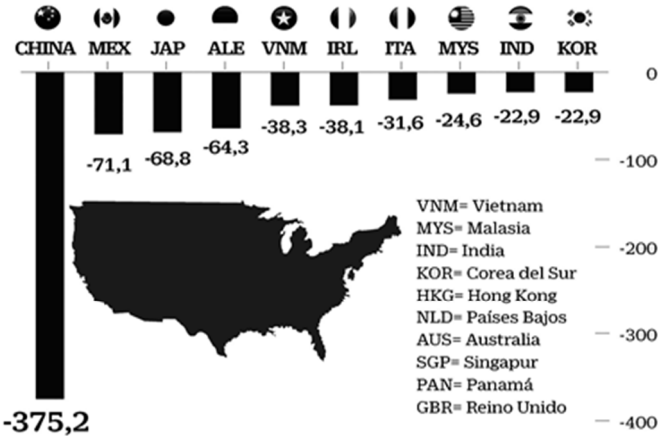 CHINA MEX JAP ALE VNM IRL ITA MYS IND KOR
0
-71,1 -68,8 -64,3 -38,3 -38,1 -31,6 -24,6 -22,9 -22,9
-100
VNM= Vietnam
MYS= Malasia
-200
IND= India
KOR= Corea del Sur
HKG= Hong Kong
NLD= Países Bajos
-300
AUS= Australia
SGP= Singapur
PAN= Panamá
GBR= Reino Unido
-375,2
-400